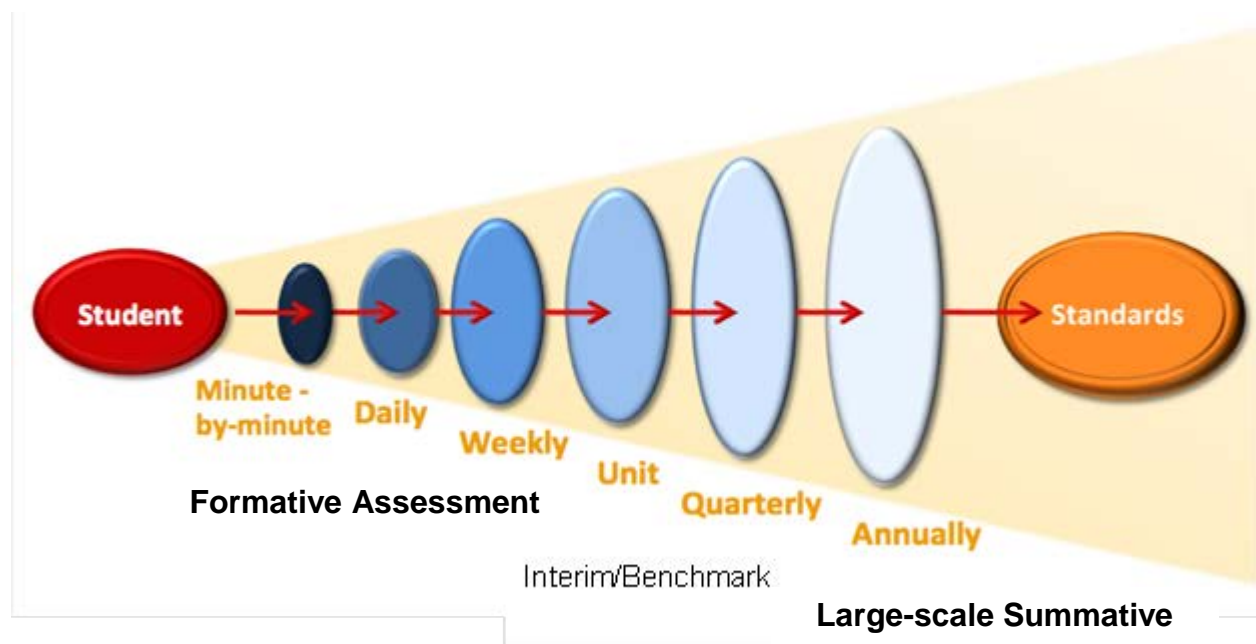 Student
Minute -
by-minute
Daily
Weekly
Unit
Quarterly
Annually
Standards
Formative Assessment
Interim/Benchmark
Large-scale Summative